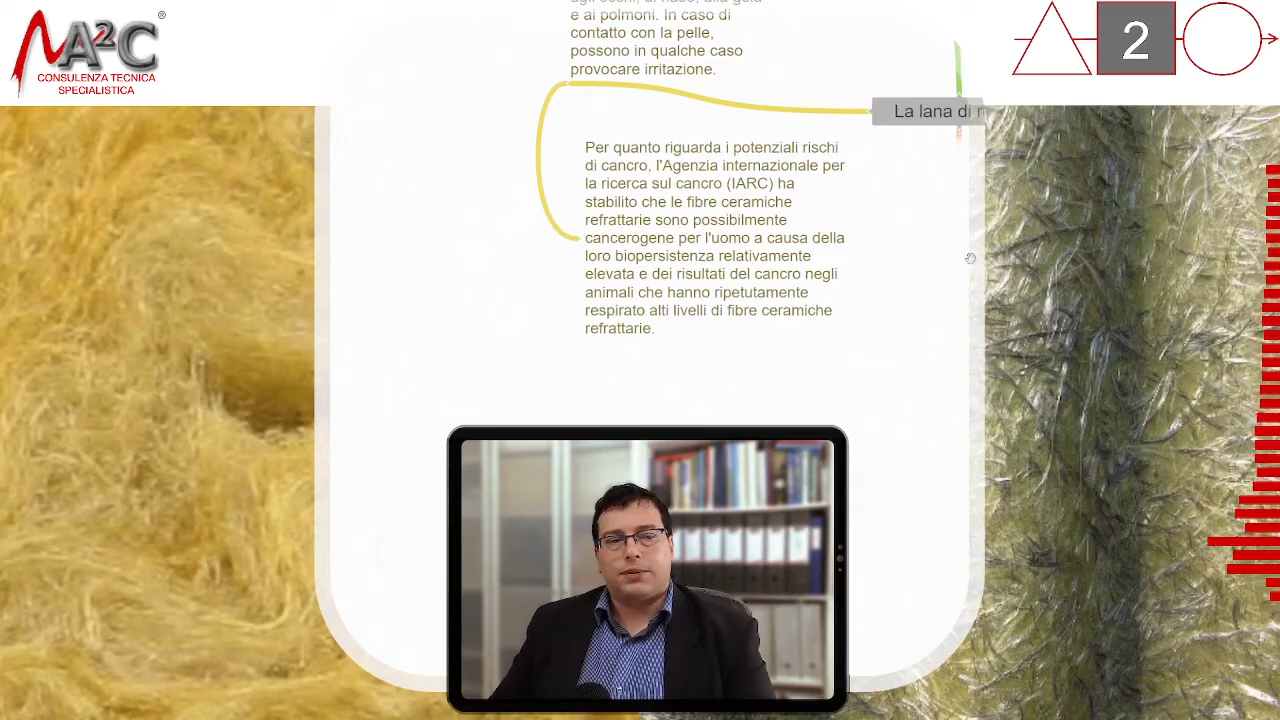 A²C
®
CONSULENZA TECNICA
SPECIALISTICA
2
e ai polmoni. In caso di
contatto con la pelle,
possono in qualche caso
provocare irritazione.
La lana di
Per quanto riguarda i potenziali rischi
di cancro, l'Agenzia internazionale per
la ricerca sul cancro (IARC) ha
stabilito che le fibre ceramiche
refrattarie sono possibilmente
cancerogene per l'uomo a causa della
loro biopersistenza relativamente
elevata e dei risultati del cancro negli
animali che hanno ripetutamente
respirato alti livelli di fibre ceramiche
refrattarie.